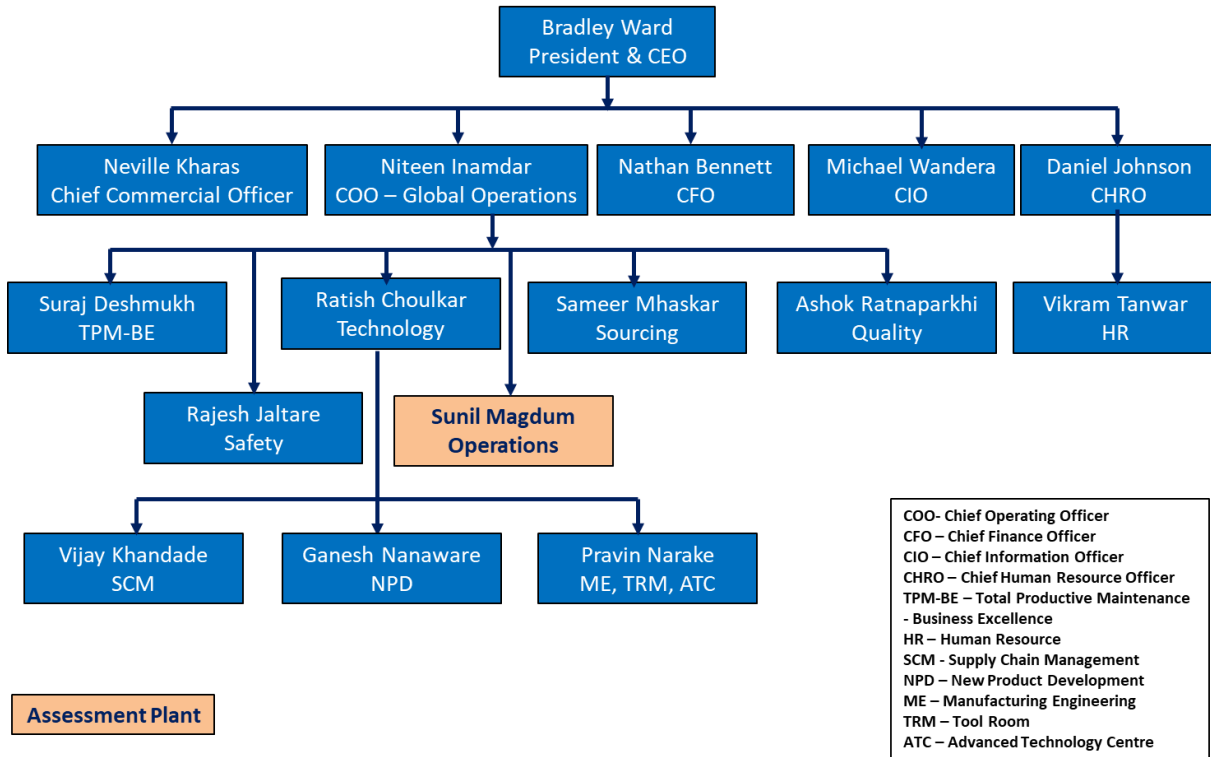 Bradley Ward
President & CEO
Neville Kharas
Chief Commercial Officer
Niteen Inamdar
COO – Global Operations
Nathan Bennett
CFO
Michael Wandera
CIO
Daniel Johnson
CHRO
Suraj Deshmukh
TPM-BE
Ratish Choulkar
Technology
Sameer Mhaskar
Sourcing
Ashok Ratnaparkhi
Quality
Vikram Tanwar
HR
Rajesh Jaltare
Safety
Sunil Magdum
Operations
Vijay Khandade
SCM
Ganesh Nanaware
NPD
Pravin Narake
ME, TRM, ATC
COO- Chief Operating Officer
CFO – Chief Finance Officer
CIO – Chief Information Officer
CHRO – Chief Human Resource Officer
TPM-BE – Total Productive Maintenance
- Business Excellence
HR – Human Resource
SCM - Supply Chain Management
NPD – New Product Development
ME – Manufacturing Engineering
TRM – Tool Room
ATC – Advanced Technology Centre
Assessment Plant